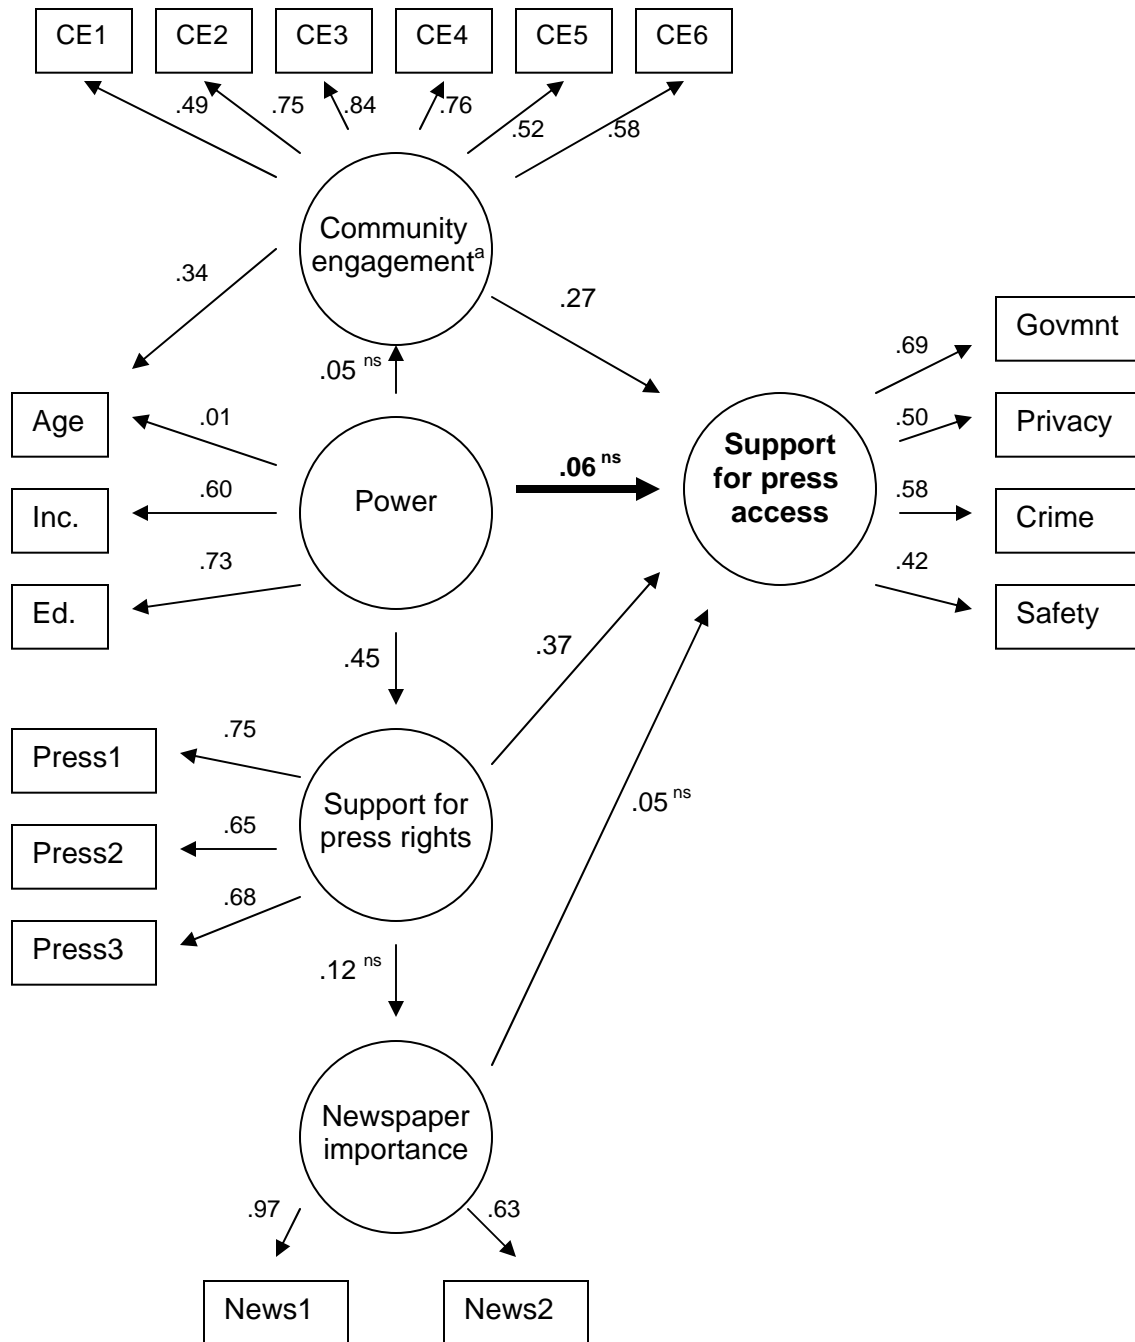 CE1 CE2 CE3 CE4 CE5 CE6
.49 .75 .84 .76 .52 .58
Community
engagementᵃ
.34
.27
.05 ns
Govmnt
.69
Age
.01
.50
Privacy
Support
for press
access
.06 ns
Power
Inc.
.60
.58
Crime
Ed.
.73
.42
Safety
.45
.37
Press1
.75
Support for
press rights
.05 ns
Press2
.65
Press3
.68
.12 ns
Newspaper
importance
.97
.63
News1
News2